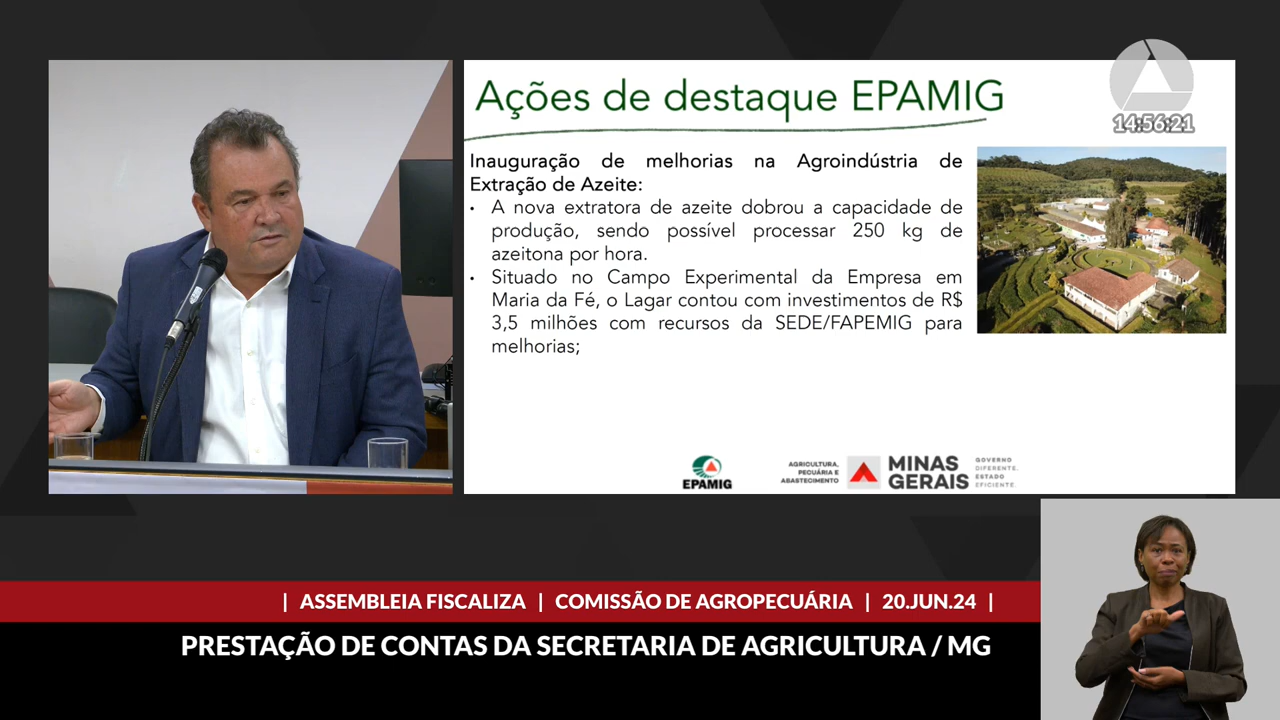 Ações de destaque EPAMIG
14:56:21
Inauguração de melhorias na Agroindústria de
Extração de Azeite:
• A nova extratora de azeite dobrou a capacidade de
produção, sendo possível processar 250 kg de
azeitona por hora.
• Situado no Campo Experimental da Empresa em
Maria da Fé, o Lagar contou com investimentos de R$
3,5 milhões com recursos da SEDE/FAPEMIG para
melhorias;
EPAMIG
AGRICULTURA,
PECUÁRIA E
ABASTECIMENTO
MINAS
GERAIS
GOVERNO
DIFERENTE.
ESTADO
EFICIENTE.
| ASSEMBLEIA FISCALIZA | COMISSÃO DE AGROPECUÁRIA | 20.JUN.24 |
PRESTAÇÃO DE CONTAS DA SECRETARIA DE AGRICULTURA / MG